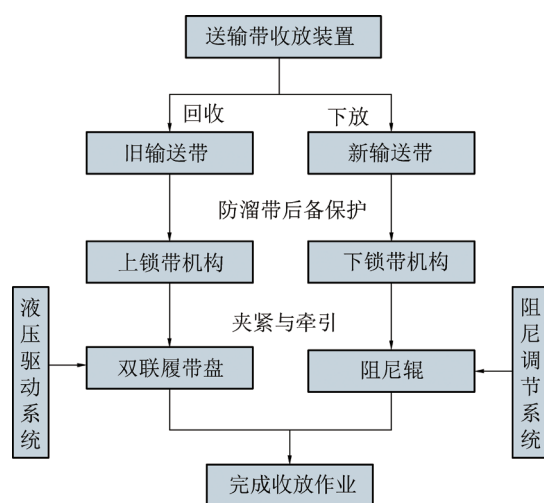 送输带收放装置
回收
下放
旧输送带
新输送带
防溜带后备保护
上锁带机构
下锁带机构
夹紧与牵引
液压驱动系统
双联履带盘
阻尼辊
阻尼调节系统
完成收放作业